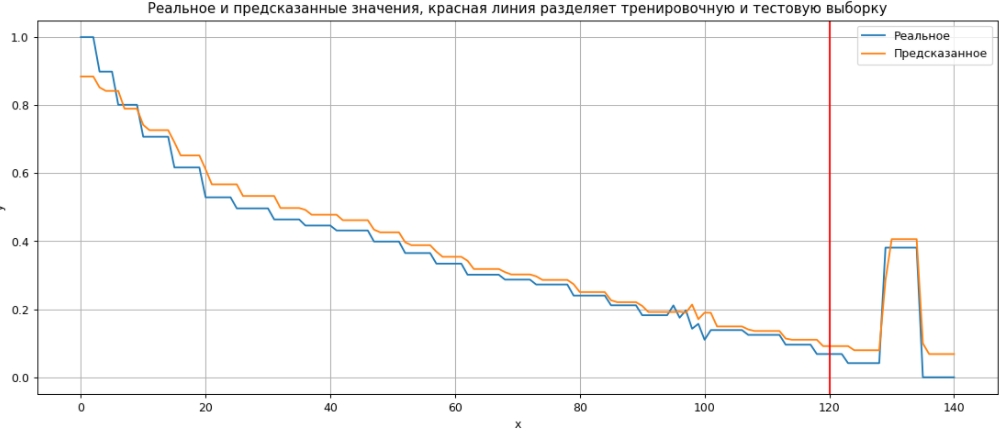 Реальное и предсказанные значения, красная линия разделяет тренировочную и тестовую выборку
Реальное
Предсказанное
1.0
0.8
0.6
0.4
0.2
0.0
0 20 40 60 80 100 120 140
x